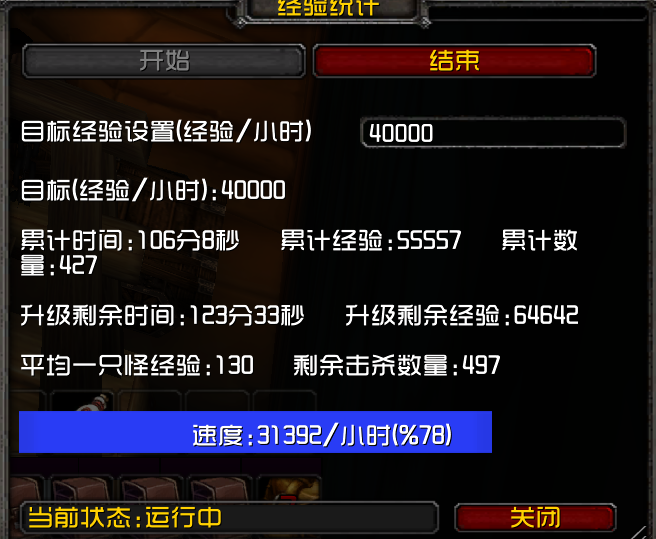 经验统计
开始 结束
目标经验设置(经验/小时) 40000
目标(经验/小时):40000
累计时间:106分8秒 累计经验:55557 累计数
量:427
升级剩余时间:123分33秒 升级剩余经验:64642
平均一只怪经验:130 剩余击杀数量:497
速度:31392/小时(%78)
当前状态:运行中 关闭